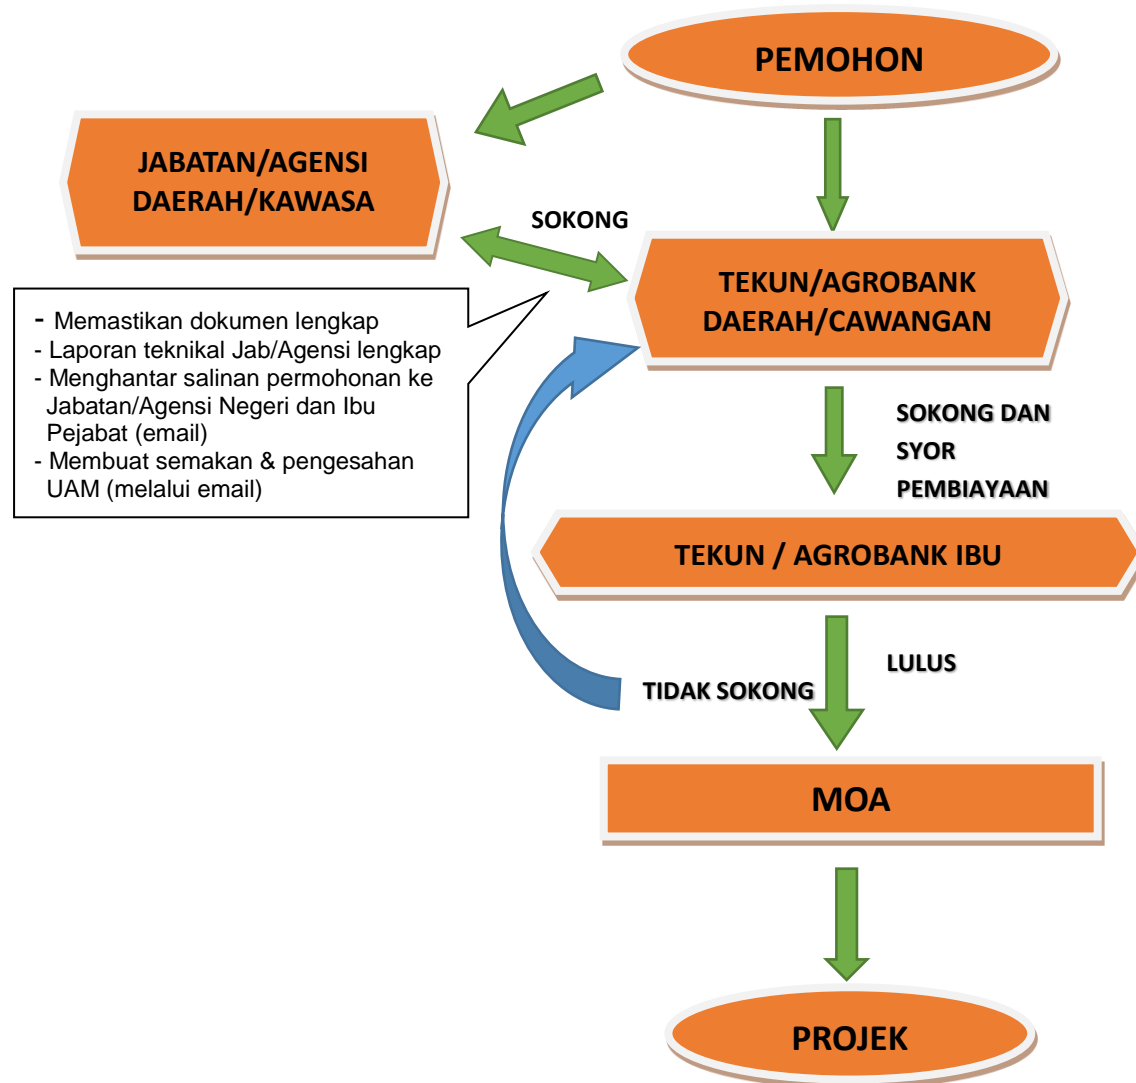 PEMOHON
JABATAN/AGENSI
DAERAH/KAWASA
SOKONG
TEKUN/AGROBANK
DAERAH/CAWANGAN
- Memastikan dokumen lengkap
- Laporan teknikal Jab/Agensi lengkap
- Menghantar salinan permohonan ke
Jabatan/Agensi Negeri dan Ibu
Pejabat (email)
- Membuat semakan & pengesahan
UAM (melalui email)
SOKONG DAN
SYOR
PEMBIAYAAN
TEKUN / AGROBANK IBU
LULUS
TIDAK SOKONG
MOA
PROJEK